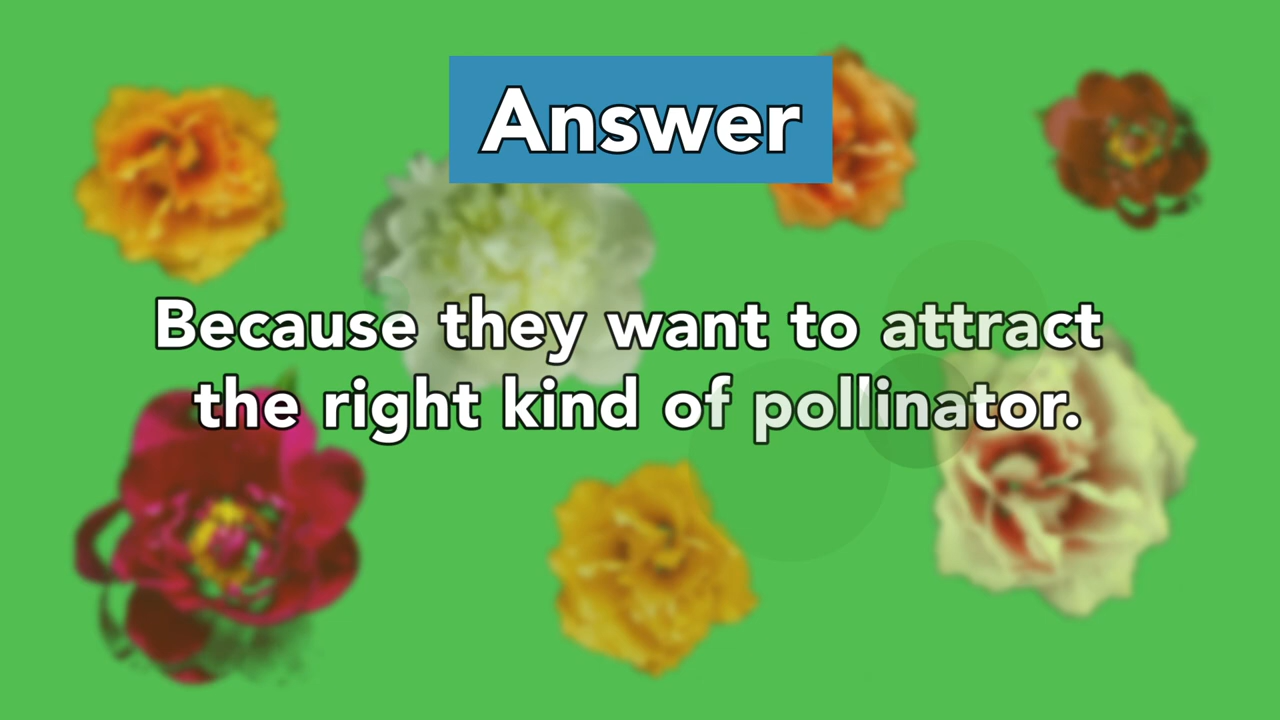 Answer
Because they want to attract
the right kind of pollinator.